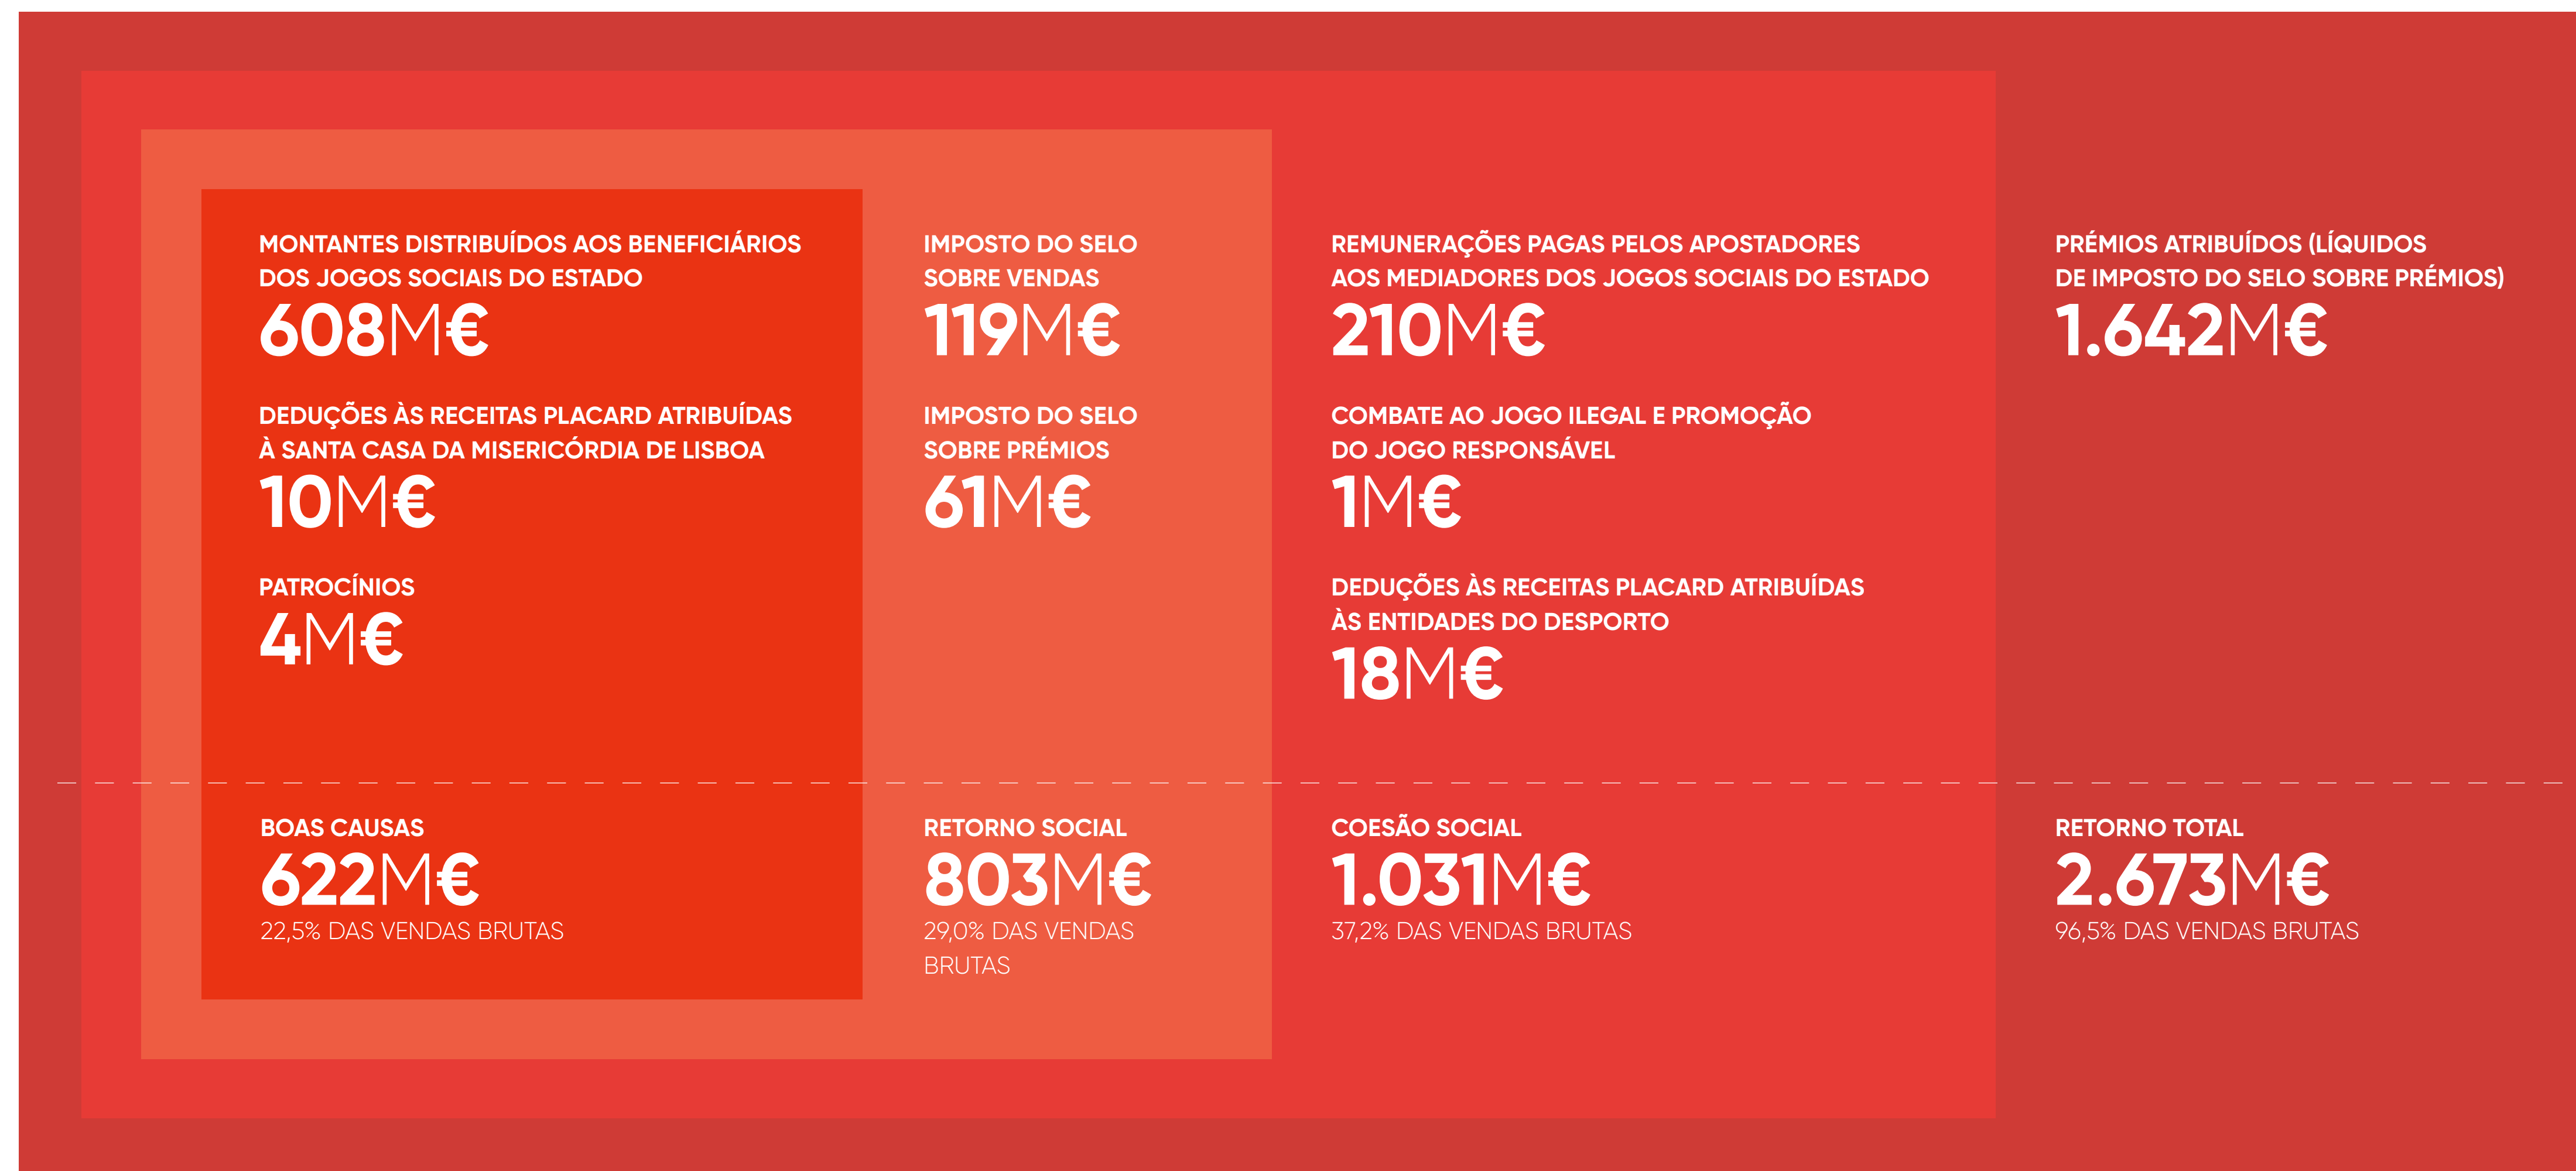 MONTANTES DISTRIBUÍDOS AOS BENEFICIÁRIOS
DOS JOGOS SOCIAIS DO ESTADO
608M€
DEDUÇÕES ÀS RECEITAS PLACARD ATRIBUÍDAS
À SANTA CASA DA MISERICÓRDIA DE LISBOA
10M€
PATROCÍNIOS
4M€
BOAS CAUSAS
622M€
22,5% DAS VENDAS BRUTAS
IMPOSTO DO SELO
SOBRE VENDAS
119M€
IMPOSTO DO SELO
SOBRE PRÉMIOS
61M€
RETORNO SOCIAL
803M€
29,0% DAS VENDAS
BRUTAS
REMUNERAÇÕES PAGAS PELOS APOSTADORES
AOS MEDIADORES DOS JOGOS SOCIAIS DO ESTADO
210M€
COMBATE AO JOGO ILEGAL E PROMOÇÃO
DO JOGO RESPONSÁVEL
1M€
DEDUÇÕES ÀS RECEITAS PLACARD ATRIBUÍDAS
ÀS ENTIDADES DO DESPORTO
18M€
COESÃO SOCIAL
1.031M€
37,2% DAS VENDAS BRUTAS
PRÉMIOS ATRIBUÍDOS (LÍQUIDOS
DE IMPOSTO DO SELO SOBRE PRÉMIOS)
1.642M€
RETORNO TOTAL
2.673M€
96,5% DAS VENDAS BRUTAS